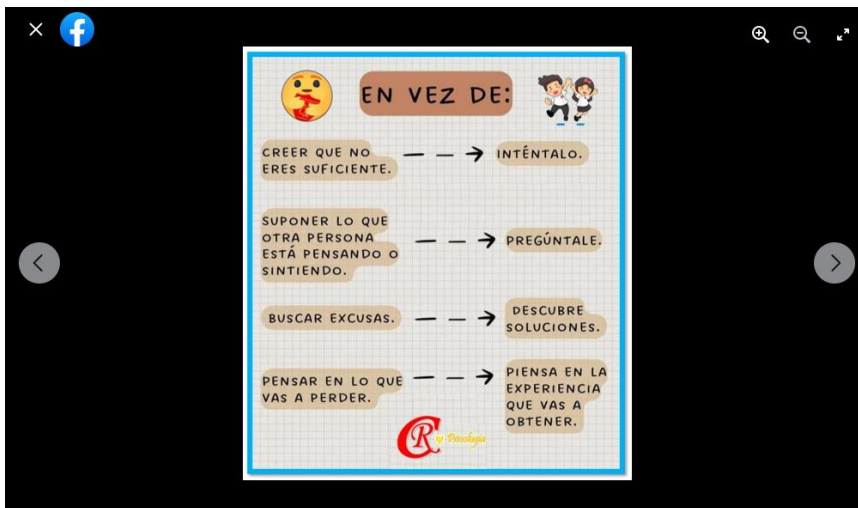 EN VEZ DE:
CREER QUE NO
ERES SUFICIENTE.
INTÉNTALO.
SUPONER LO QUE
OTRA PERSONA
ESTÁ PENSANDO O
SINTIENDO.
PREGÚNTALE.
BUSCAR EXCUSAS.
DESCUBRE
SOLUCIONES.
PENSAR EN LO QUE
VAS A PERDER.
PIENSA EN LA
EXPERIENCIA
QUE VAS A
OBTENER.
CR Psicología